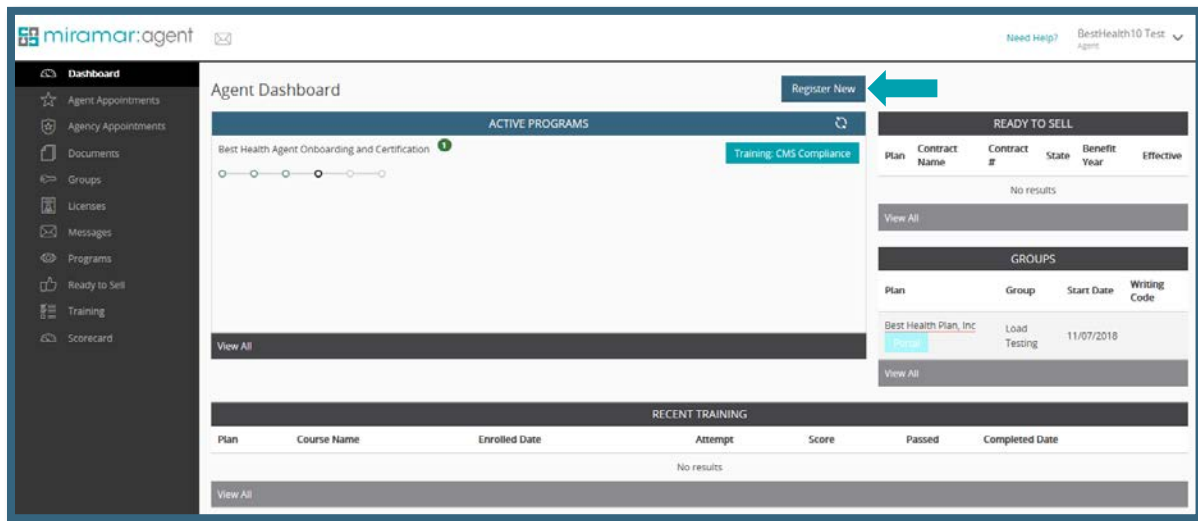 miramar:agent
Need Help?
BestHealth10 Test
Agent
Dashboard
Agent Appointments
Agency Appointments
Documents
Groups
Licenses
Messages
Programs
Ready to Sell
Training
Scorecard
Agent Dashboard
Register New
ACTIVE PROGRAMS
Best Health Agent Onboarding and Certification 1
Training: CMS Compliance
View All
READY TO SELL
Plan Contract Name Contract # State Benefit Year Effective
No results
View All
GROUPS
Plan Group Start Date Writing Code
Best Health Plan, Inc Load Testing 11/07/2018
Portal
View All
RECENT TRAINING
Plan Course Name Enrolled Date Attempt Score Passed Completed Date
No results
View All